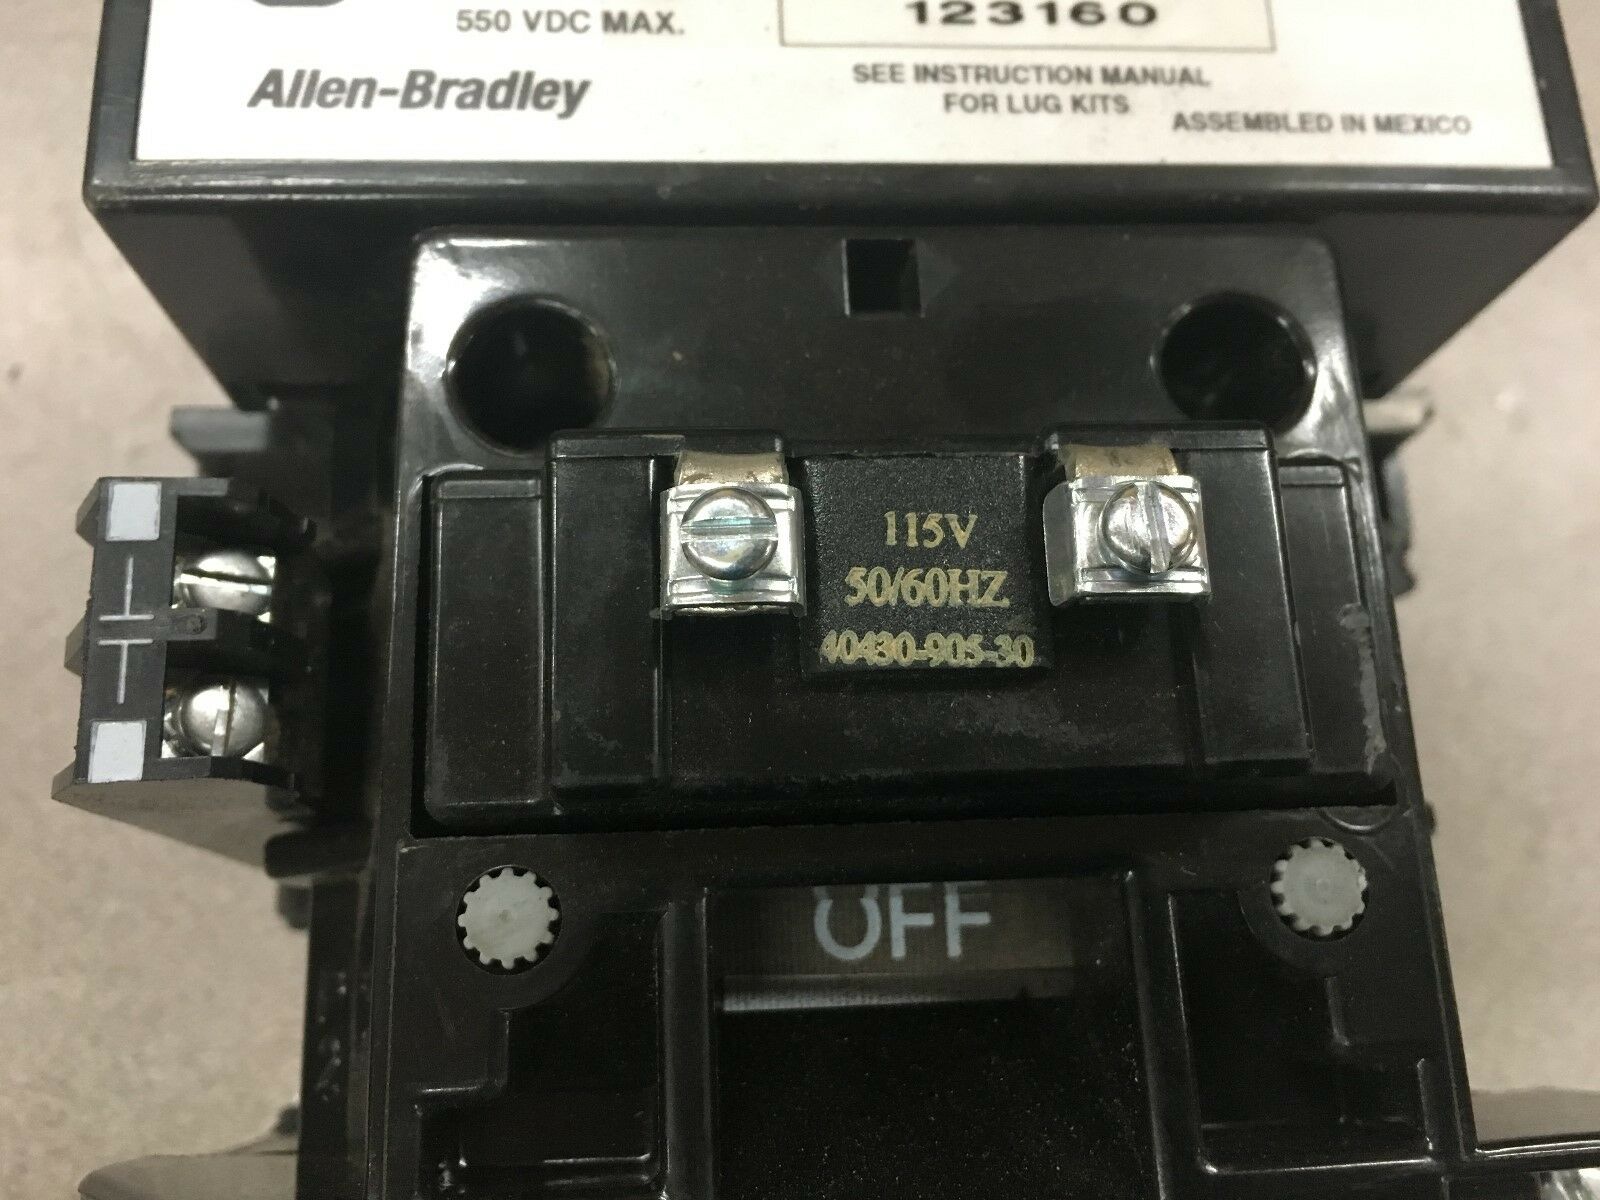 550 VDC MAX.
123160
Allen-Bradley
SEE INSTRUCTION MANUAL
FOR LUG KITS
ASSEMBLED IN MEXICO
115V
50/60HZ
40430-905-30
OFF